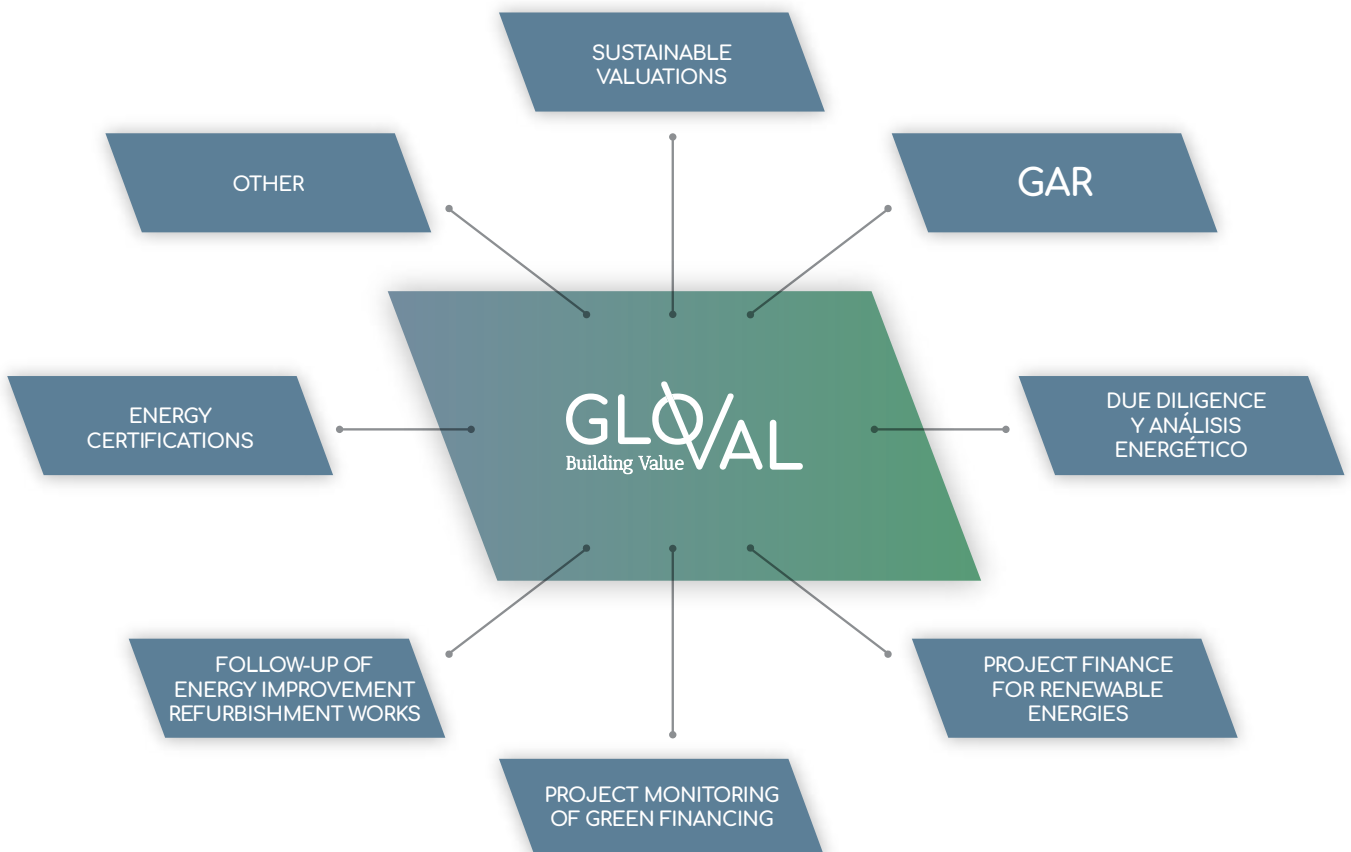 SUSTAINABLE
VALUATIONS
OTHER
GAR
ENERGY
CERTIFICATIONS
GLOVAL
Building Value
DUE DILIGENCE
Y ANÁLISIS
ENERGÉTICO
FOLLOW-UP OF
ENERGY IMPROVEMENT
REFURBISHMENT WORKS
PROJECT FINANCE
FOR RENEWABLE
ENERGIES
PROJECT MONITORING
OF GREEN FINANCING